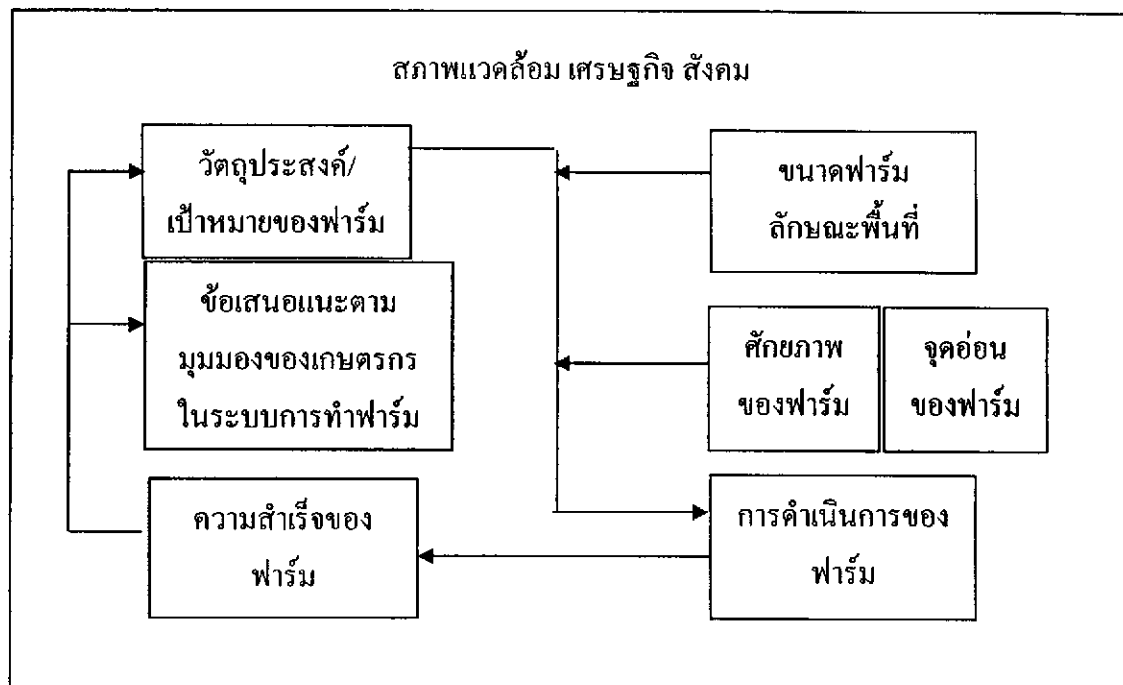 สภาพแวดล้อม เศรษฐกิจ สังคม
วัตถุประสงค์/
เป้าหมายของฟาร์ม
ขนาดฟาร์ม
ลักษณะพื้นที่
ข้อเสนอแนะตาม
มุมมองของเกษตรกร
ในระบบการทำฟาร์ม
ศักยภาพ
ของฟาร์ม
จุดอ่อน
ของฟาร์ม
ความสำเร็จของ
ฟาร์ม
การดำเนินการของ
ฟาร์ม